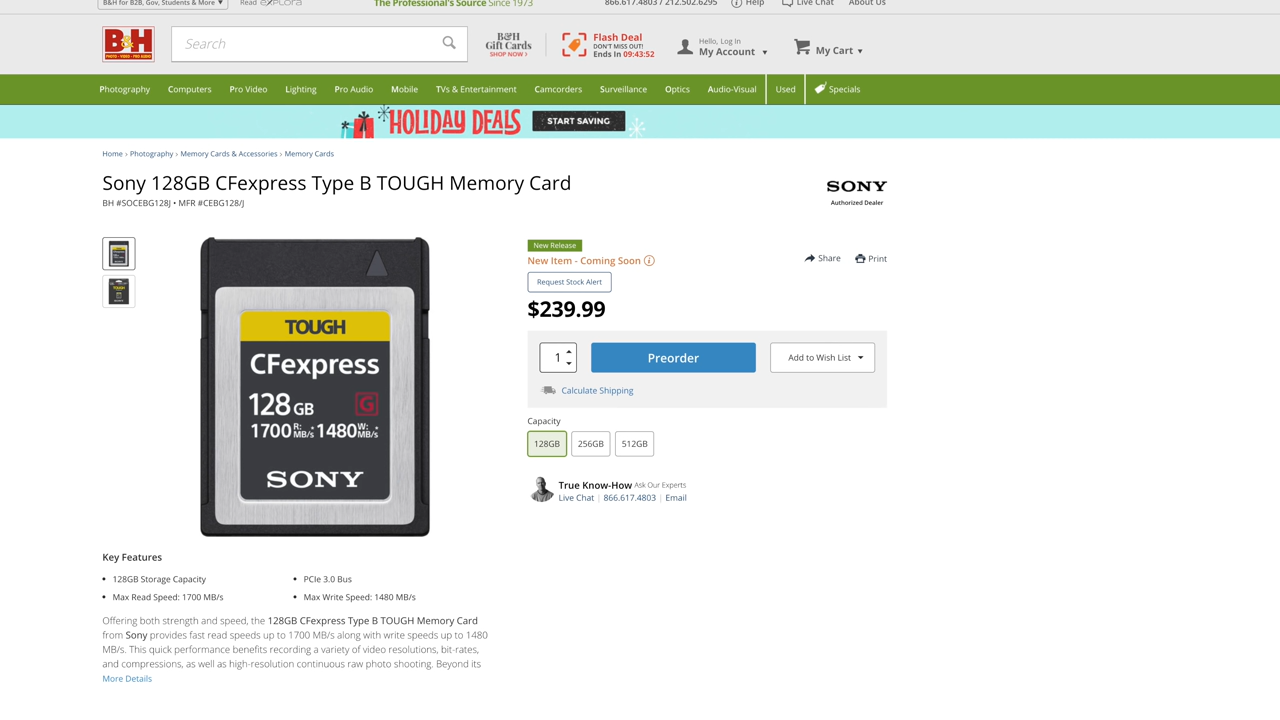 B&H for B2B, Gov, Students & More ▾
Read eXPLORA
The Professional's Source Since 1973
866.617.4803 / 212.502.6295
Help
Live Chat
About Us
B&H
PHOTO · VIDEO · PRO AUDIO
Search
B&H
Gift Cards
SHOP NOW >
Flash Deal
DON'T MISS OUT!
Ends In 09:43:52
Hello, Log In
My Account ▾
My Cart ▾
Photography
Computers
Pro Video
Lighting
Pro Audio
Mobile
TVs & Entertainment
Camcorders
Surveillance
Optics
Audio-Visual
Used
Specials
HOLIDAY DEALS
START SAVING
Home › Photography › Memory Cards & Accessories › Memory Cards
Sony 128GB CFexpress Type B TOUGH Memory Card
BH #SOCEBG128J • MFR #CEBG128/J
SONY
Authorized Dealer
TOUGH
CFexpress
128 GB G
1700 R: MB/s* 1480 W: MB/s*
SONY
New Release
New Item - Coming Soon
Share
Print
Request Stock Alert
$239.99
1
Preorder
Add to Wish List
Calculate Shipping
Capacity
128GB
256GB
512GB
True Know-How Ask Our Experts
Live Chat | 866.617.4803 | Email
Key Features
• 128GB Storage Capacity
• PCIe 3.0 Bus
• Max Read Speed: 1700 MB/s
• Max Write Speed: 1480 MB/s
Offering both strength and speed, the 128GB CFexpress Type B TOUGH Memory Card
from Sony provides fast read speeds up to 1700 MB/s along with write speeds up to 1480
MB/s. This quick performance benefits recording a variety of video resolutions, bit-rates,
and compressions, as well as high-resolution continuous raw photo shooting. Beyond its
More Details